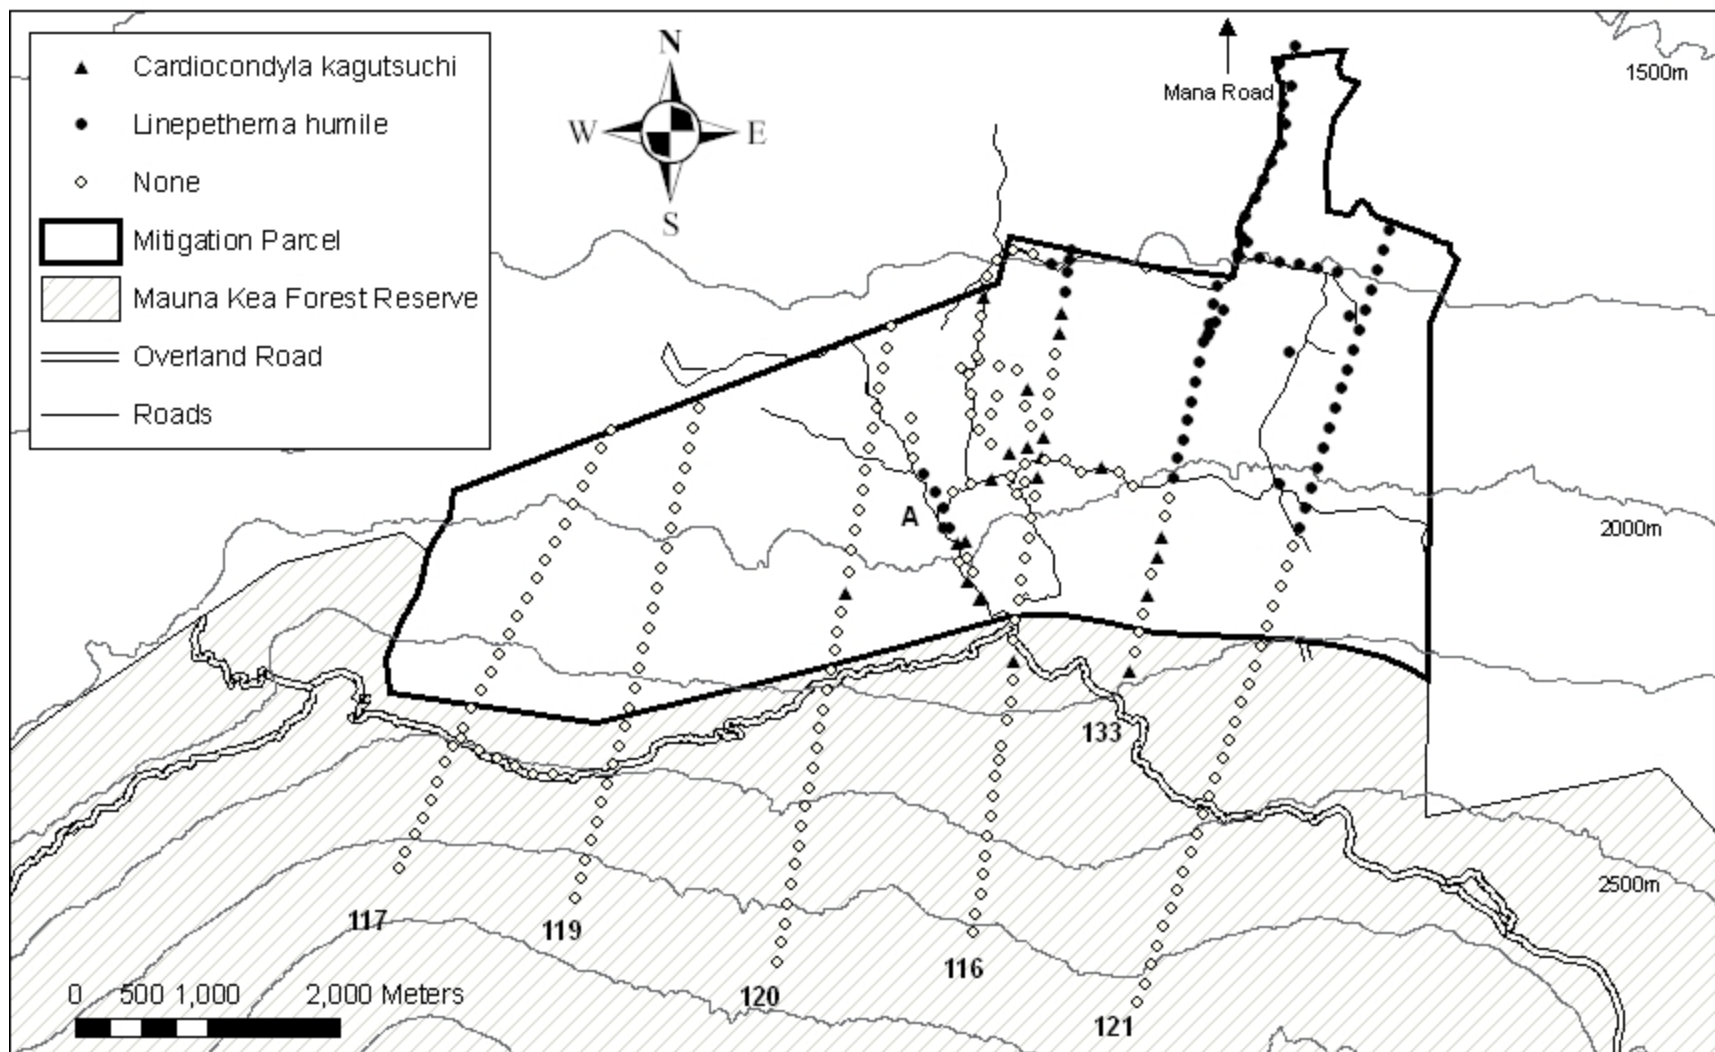 Cardiocondyla kagutsuchi
Linepethema humile
None
Mitigation Parcel
Mauna Kea Forest Reserve
Overland Road
Roads
N
W
E
S
Mana Road
1500m
A
2000m
133
2500m
117
119
116
120
121
0 500 1,000 2,000 Meters